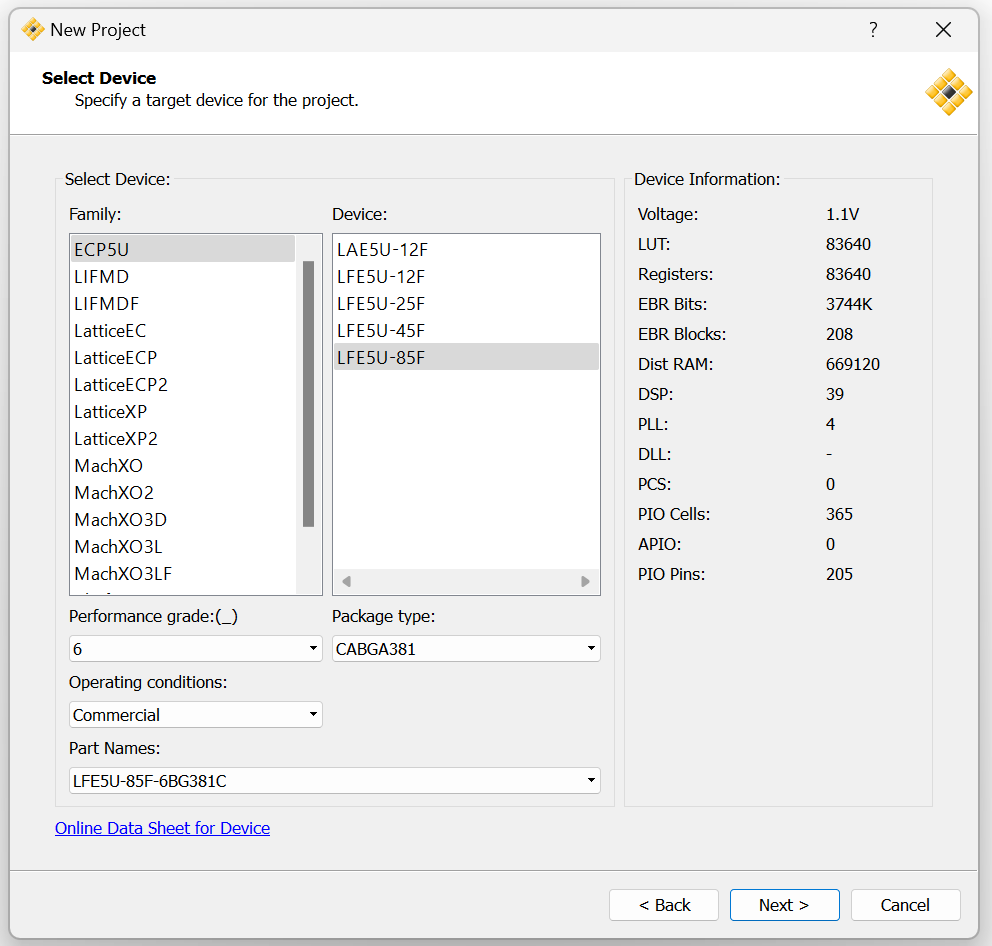 New Project
?
Select Device
Specify a target device for the project.
Select Device:
Family:
ECP5U
LIFMD
LIFMDF
LatticeEC
LatticeECP
LatticeECP2
LatticeXP
LatticeXP2
MachXO
MachXO2
MachXO3D
MachXO3L
MachXO3LF
Device:
LAE5U-12F
LFE5U-12F
LFE5U-25F
LFE5U-45F
LFE5U-85F
Performance grade:(_)
6
Package type:
CABGA381
Operating conditions:
Commercial
Part Names:
LFE5U-85F-6BG381C
Device Information:
Voltage: 1.1V
LUT: 83640
Registers: 83640
EBR Bits: 3744K
EBR Blocks: 208
Dist RAM: 669120
DSP: 39
PLL: 4
DLL: -
PCS: 0
PIO Cells: 365
APIO: 0
PIO Pins: 205
Online Data Sheet for Device
< Back
Next >
Cancel